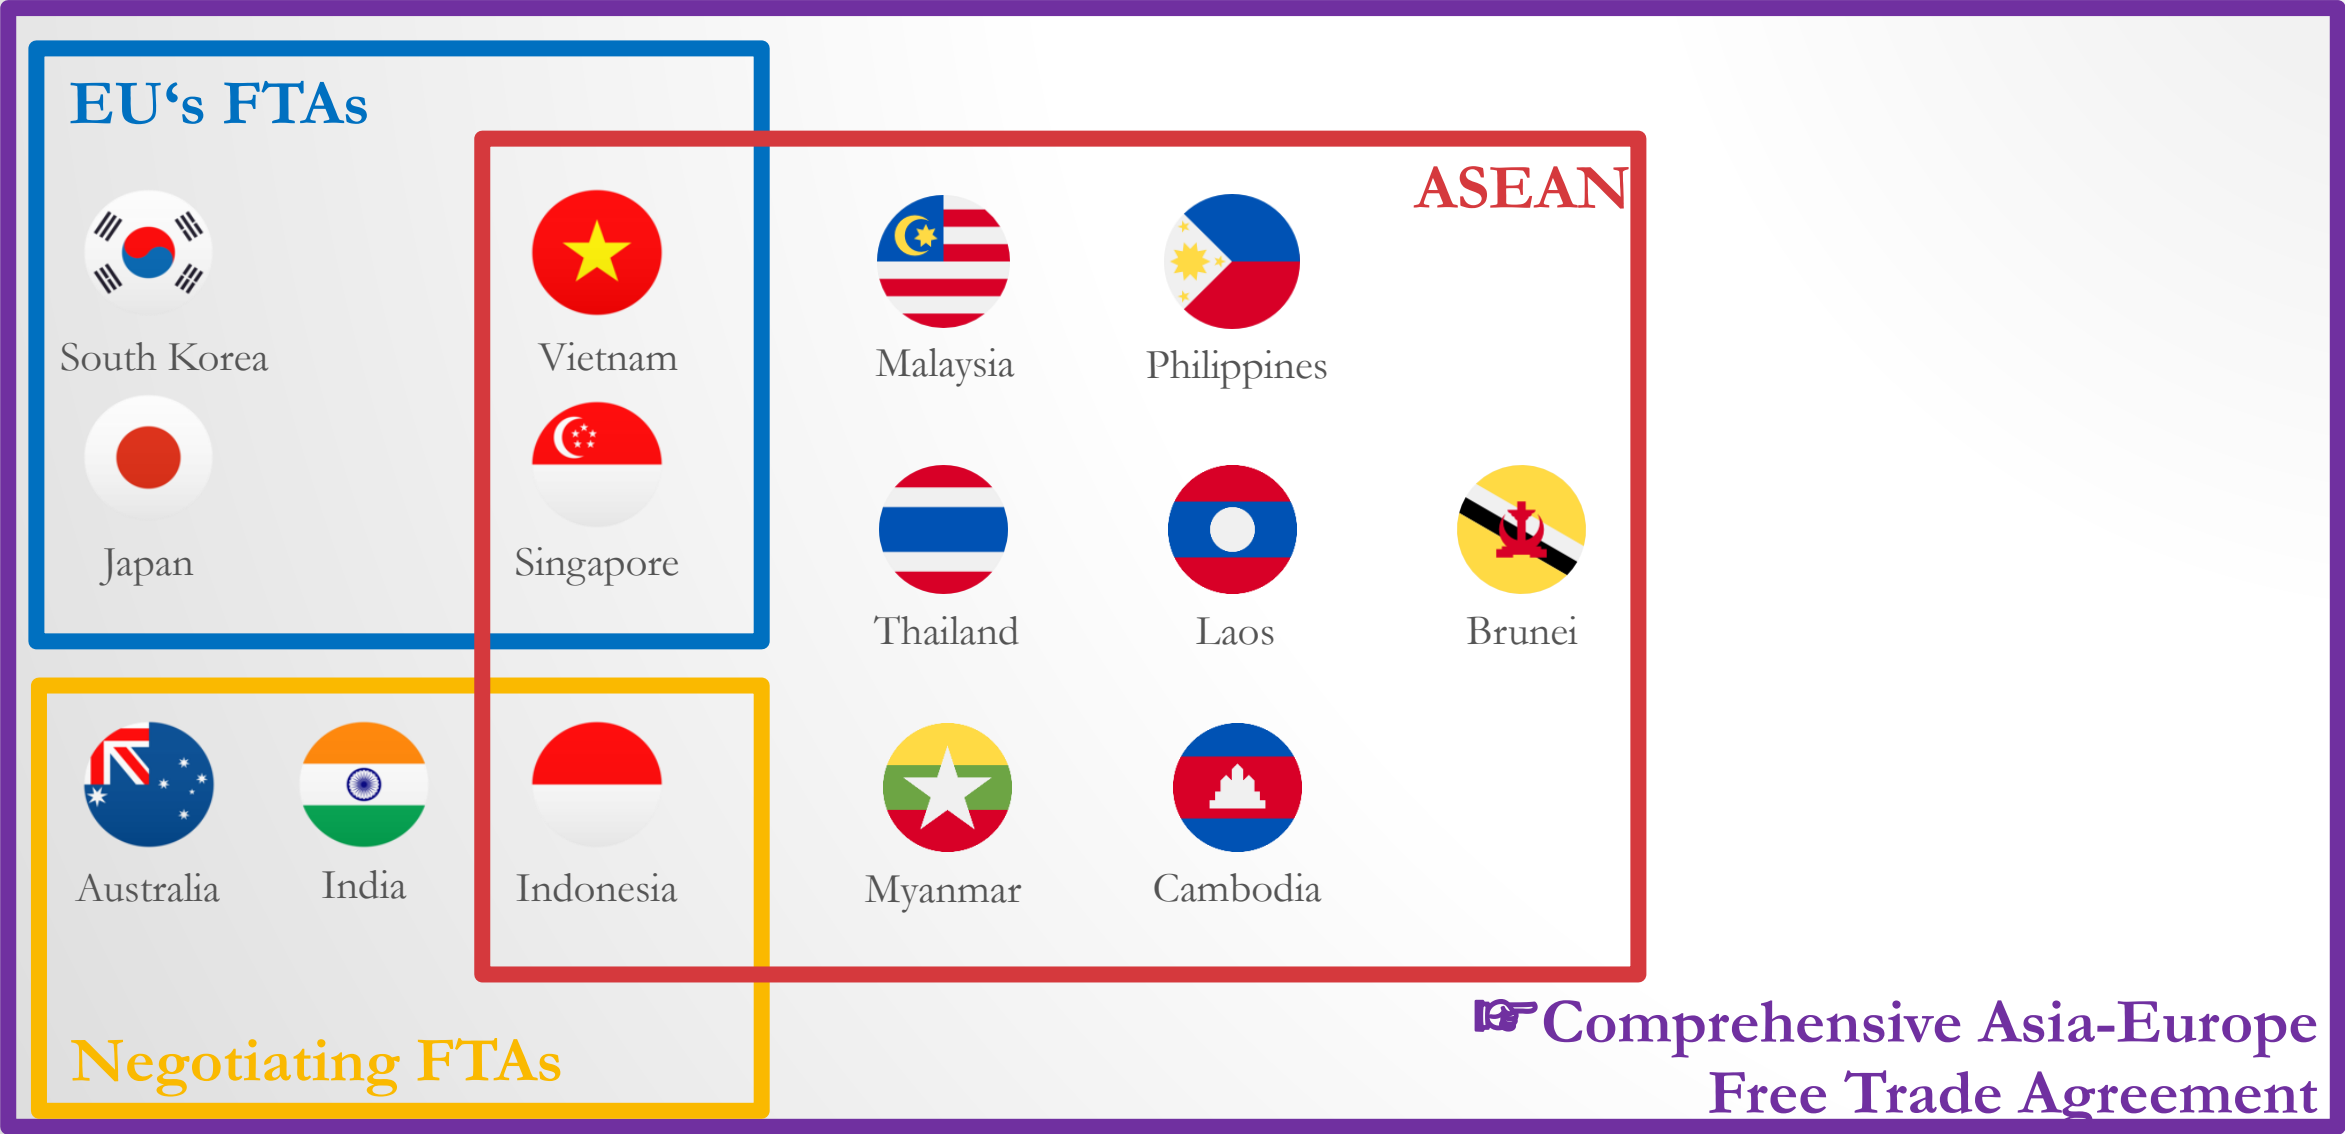 EU‘s FTAs
ASEAN
South Korea
Vietnam
Malaysia
Philippines
Japan
Singapore
Thailand
Laos
Brunei
Australia
India
Indonesia
Myanmar
Cambodia
Negotiating FTAs
☞Comprehensive Asia-Europe
Free Trade Agreement